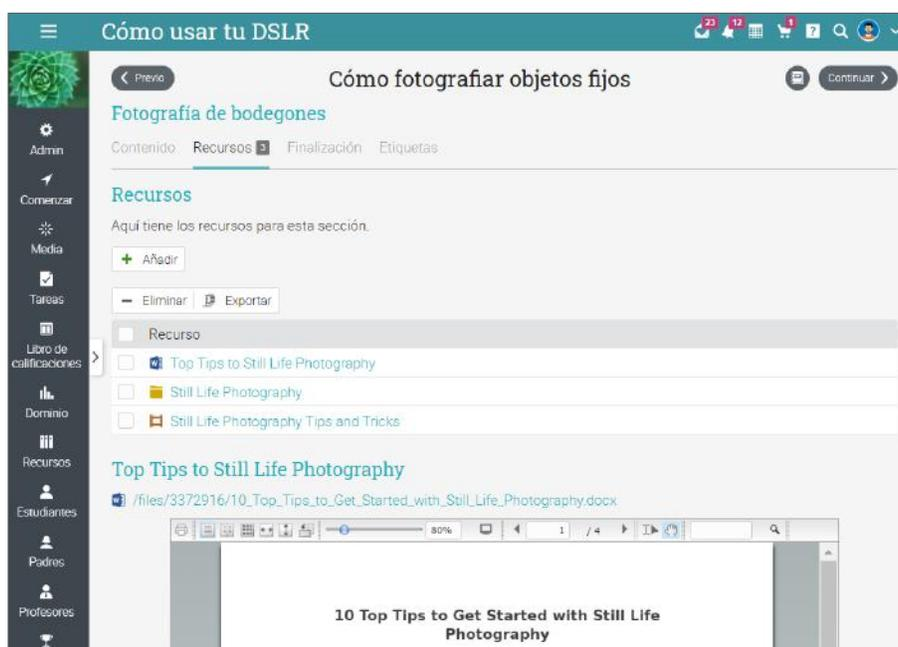 Cómo usar tu DSLR
23
12
1
Previo
Cómo fotografiar objetos fijos
Continuar
Fotografía de bodegones
Contenido Recursos 3 Finalización Etiquetas
Recursos
Aquí tiene los recursos para esta sección.
+ Añadir
Eliminar Exportar
Recurso
Top Tips to Still Life Photography
Still Life Photography
Still Life Photography Tips and Tricks
Top Tips to Still Life Photography
/files/3372916/10_Top_Tips_to_Get_Started_with_Still_Life_Photography.docx
80% 1 / 4
10 Top Tips to Get Started with Still Life
Photography
Admin
Comenzar
Media
Tareas
Libro de
calificaciones
Dominio
Recursos
Estudiantes
Padres
Profesores